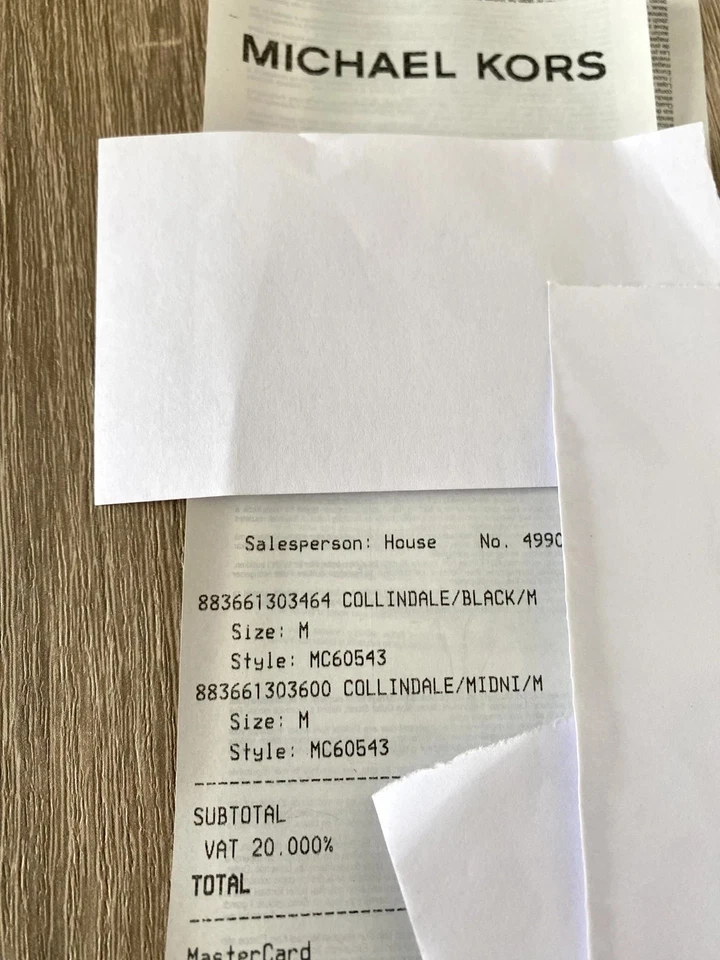 MICHAEL KORS
Salesperson: House No. 4990
883661303464 COLLINDALE/BLACK/M
Size: M
Style: MC60543
883661303600 COLLINDALE/MIDNI/M
Size: M
Style: MC60543
SUBTOTAL
VAT 20.000%
TOTAL
MasterCard